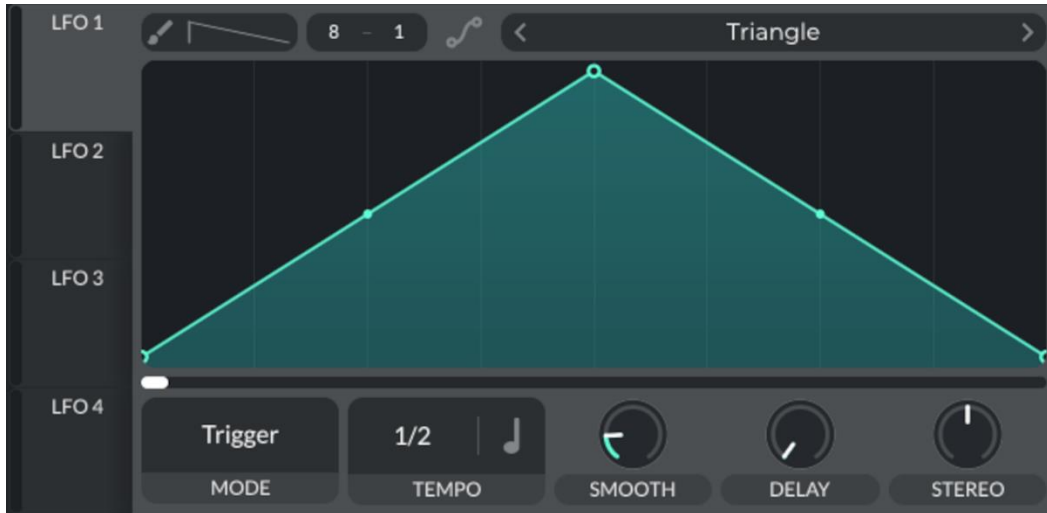 LFO 1
8 - 1
Triangle
LFO 2
LFO 3
LFO 4
Trigger
1/2
MODE
TEMPO
SMOOTH
DELAY
STEREO